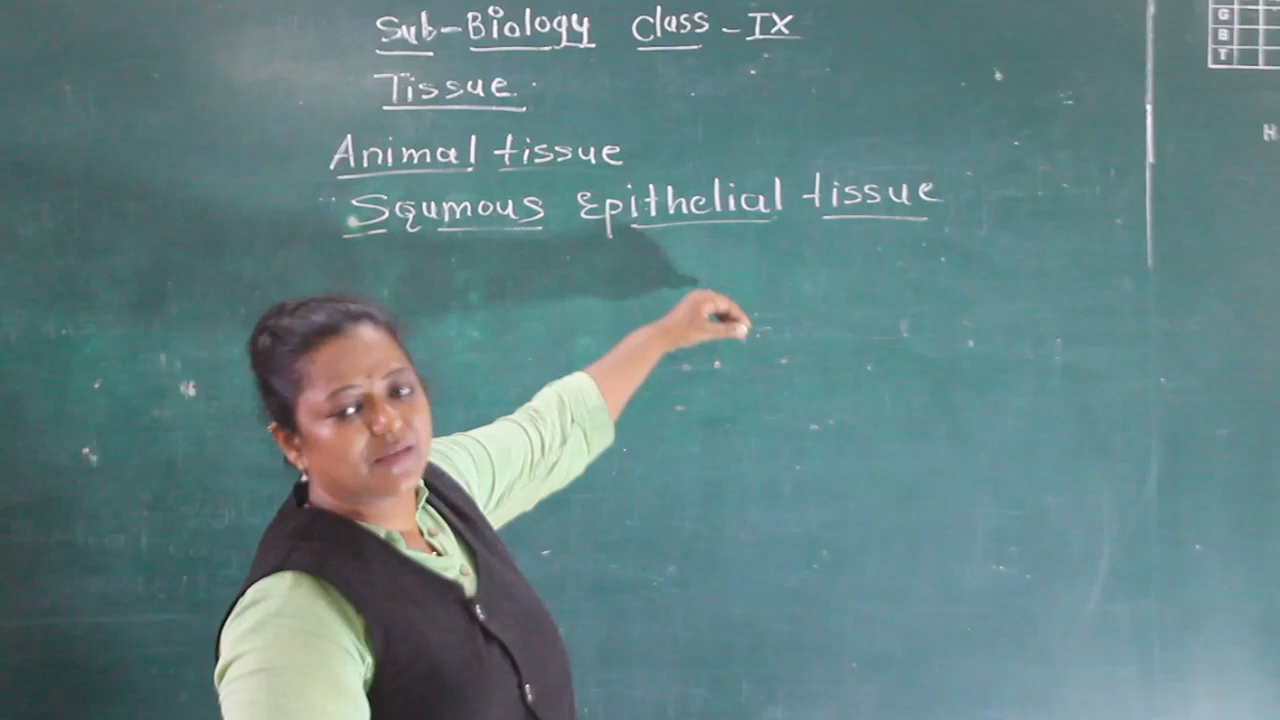 Sub-Biology Class-IX
Tissue
Animal tissue
Squmous Epithelial tissue
G
B
T
H